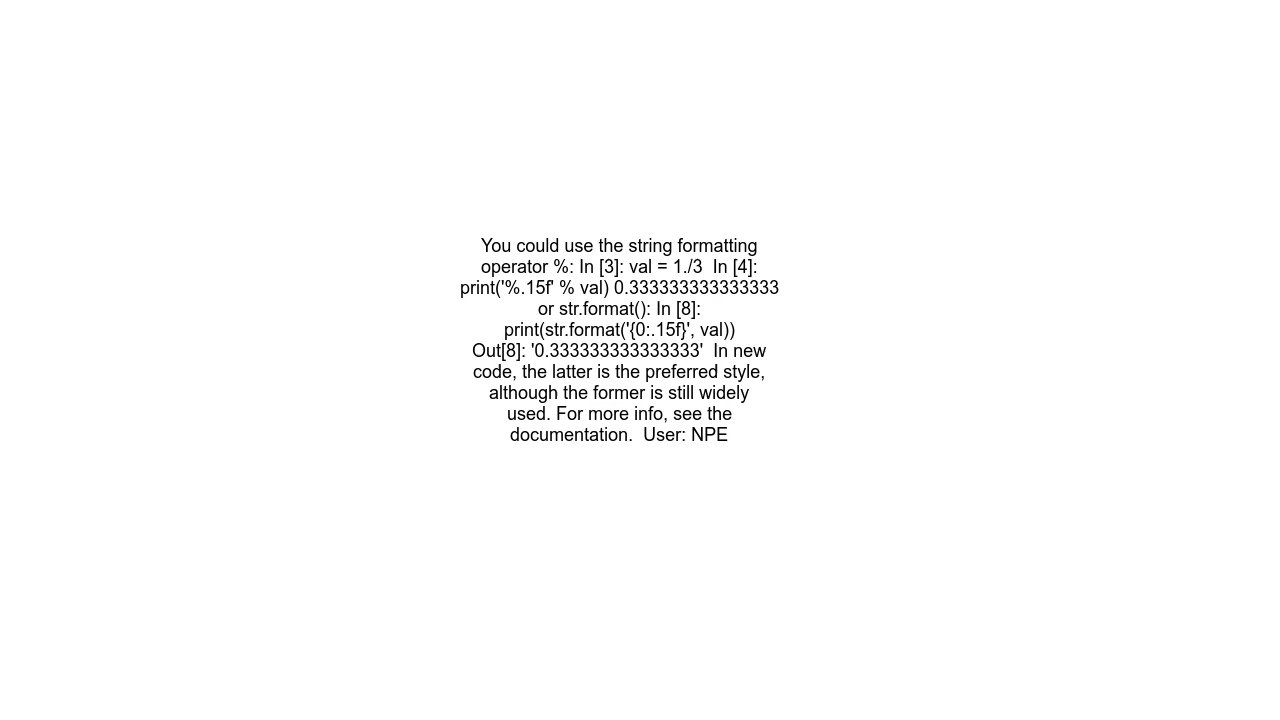 You could use the string formatting
operator %: In [3]: val = 1./3  In [4]:
print('%.15f' % val) 0.333333333333333
or str.format(): In [8]:
print(str.format('{0:.15f}', val))
Out[8]: '0.333333333333333'  In new
code, the latter is the preferred style,
although the former is still widely
used. For more info, see the
documentation.  User: NPE